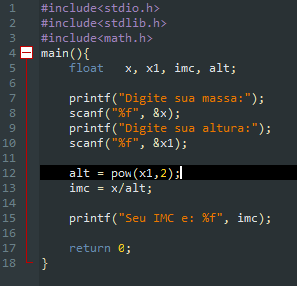 1 #include<stdio.h>
2 #include<stdlib.h>
3 #include<math.h>
4 main(){
5 float x, x1, imc, alt;
6
7 printf("Digite sua massa:");
8 scanf("%f", &x);
9 printf("Digite sua altura:");
10 scanf("%f", &x1);
11
12 alt = pow(x1,2);
13 imc = x/alt;
14
15 printf("Seu IMC e: %f", imc);
16
17 return 0;
18 }